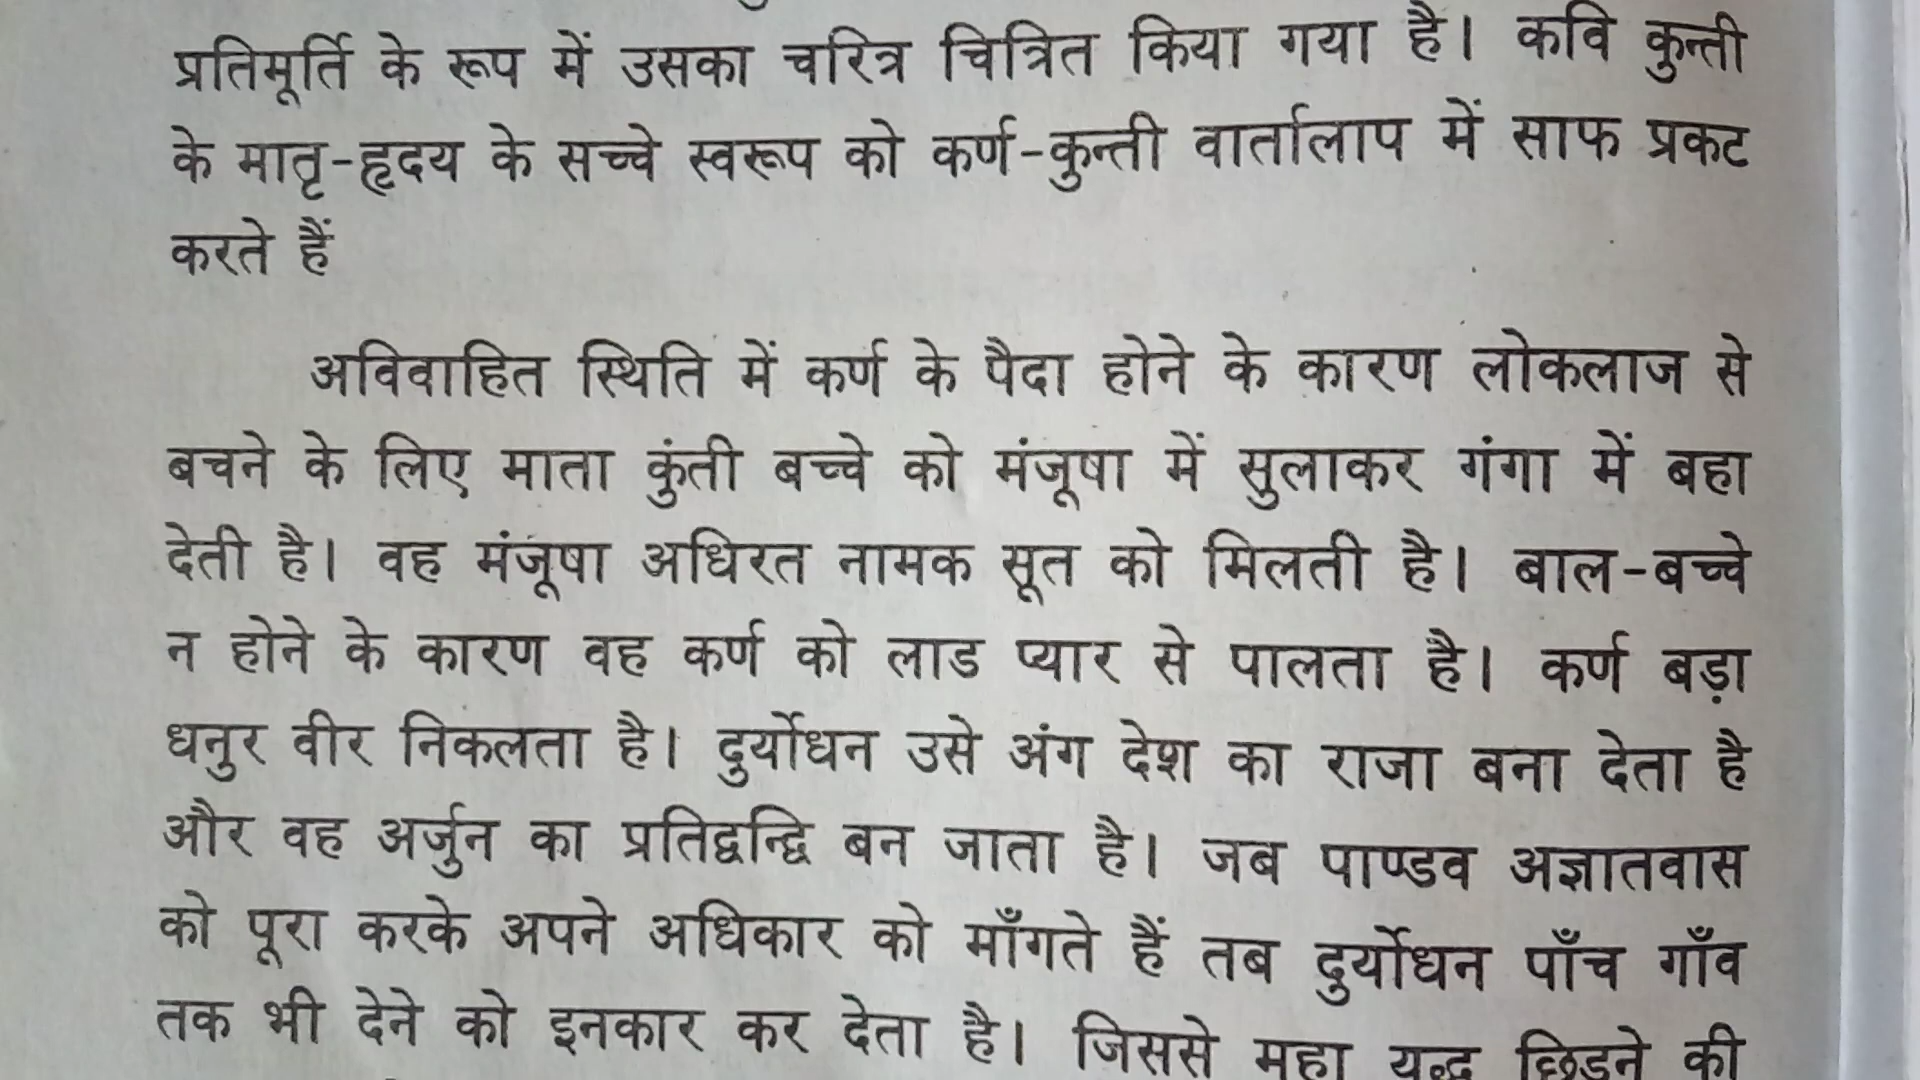 प्रतिमूर्ति के रूप में उसका चरित्र चित्रित किया गया है। कवि कुन्ती
के मातृ-हृदय के सच्चे स्वरूप को कर्ण-कुन्ती वार्तालाप में साफ प्रकट
करते हैं
अविवाहित स्थिति में कर्ण के पैदा होने के कारण लोकलाज से
बचने के लिए माता कुंती बच्चे को मंजूषा में सुलाकर गंगा में बहा
देती है। वह मंजूषा अधिरत नामक सूत को मिलती है। बाल-बच्चे
न होने के कारण वह कर्ण को लाड प्यार से पालता है। कर्ण बड़ा
धनुर वीर निकलता है। दुर्योधन उसे अंग देश का राजा बना देता है
और वह अर्जुन का प्रतिद्वन्द्वि बन जाता है। जब पाण्डव अज्ञातवास
को पूरा करके अपने अधिकार को माँगते हैं तब दुर्योधन पाँच गाँव
तक भी देने को इनकार कर देता है। जिससे महा युद्ध छिडने की